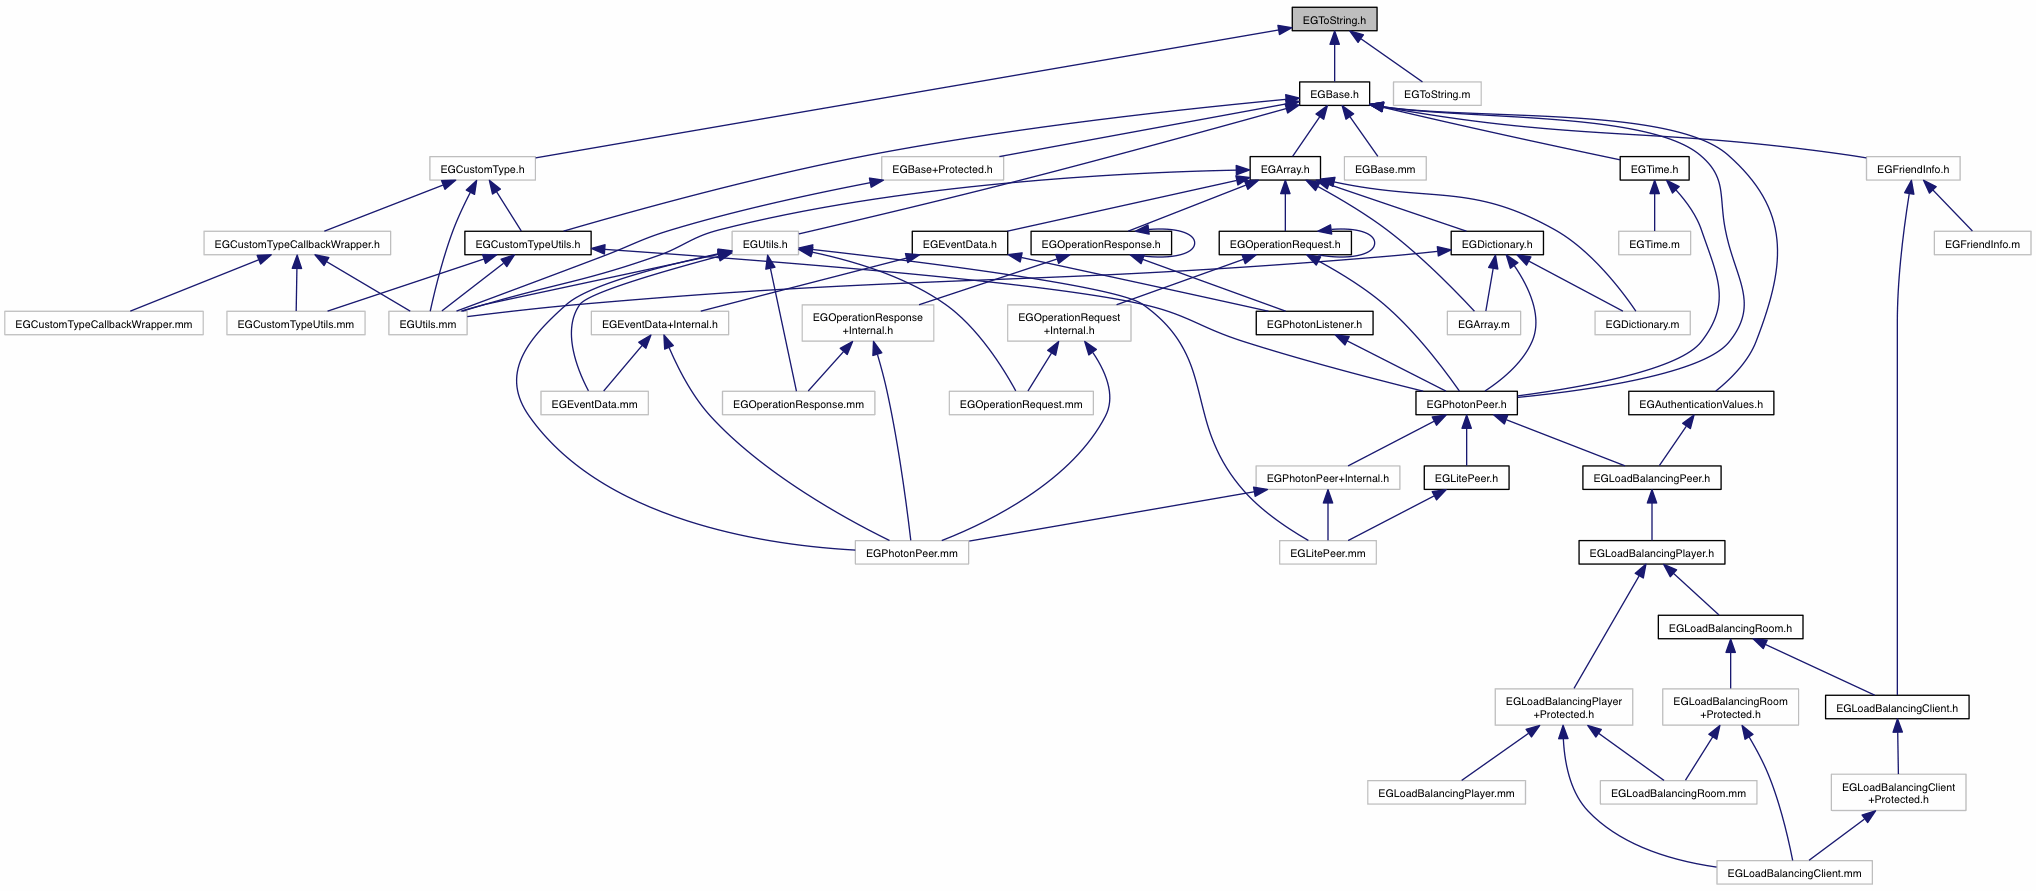 EGToString.h
EGBase.h
EGToString.m
EGCustomType.h
EGBase+Protected.h
EGArray.h
EGBase.mm
EGTime.h
EGFriendInfo.h
EGCustomTypeCallbackWrapper.h
EGCustomTypeUtils.h
EGUtils.h
EGEventData.h
EGOperationResponse.h
EGOperationRequest.h
EGDictionary.h
EGTime.m
EGFriendInfo.m
EGCustomTypeCallbackWrapper.mm
EGCustomTypeUtils.mm
EGUtils.mm
EGEventData+Internal.h
EGOperationResponse
+Internal.h
EGOperationRequest
+Internal.h
EGPhotonListener.h
EGArray.m
EGDictionary.m
EGEventData.mm
EGOperationResponse.mm
EGOperationRequest.mm
EGPhotonPeer.h
EGAuthenticationValues.h
EGPhotonPeer+Internal.h
EGLitePeer.h
EGLoadBalancingPeer.h
EGPhotonPeer.mm
EGLitePeer.mm
EGLoadBalancingPlayer.h
EGLoadBalancingRoom.h
EGLoadBalancingPlayer
+Protected.h
EGLoadBalancingRoom
+Protected.h
EGLoadBalancingClient.h
EGLoadBalancingPlayer.mm
EGLoadBalancingRoom.mm
EGLoadBalancingClient
+Protected.h
EGLoadBalancingClient.mm